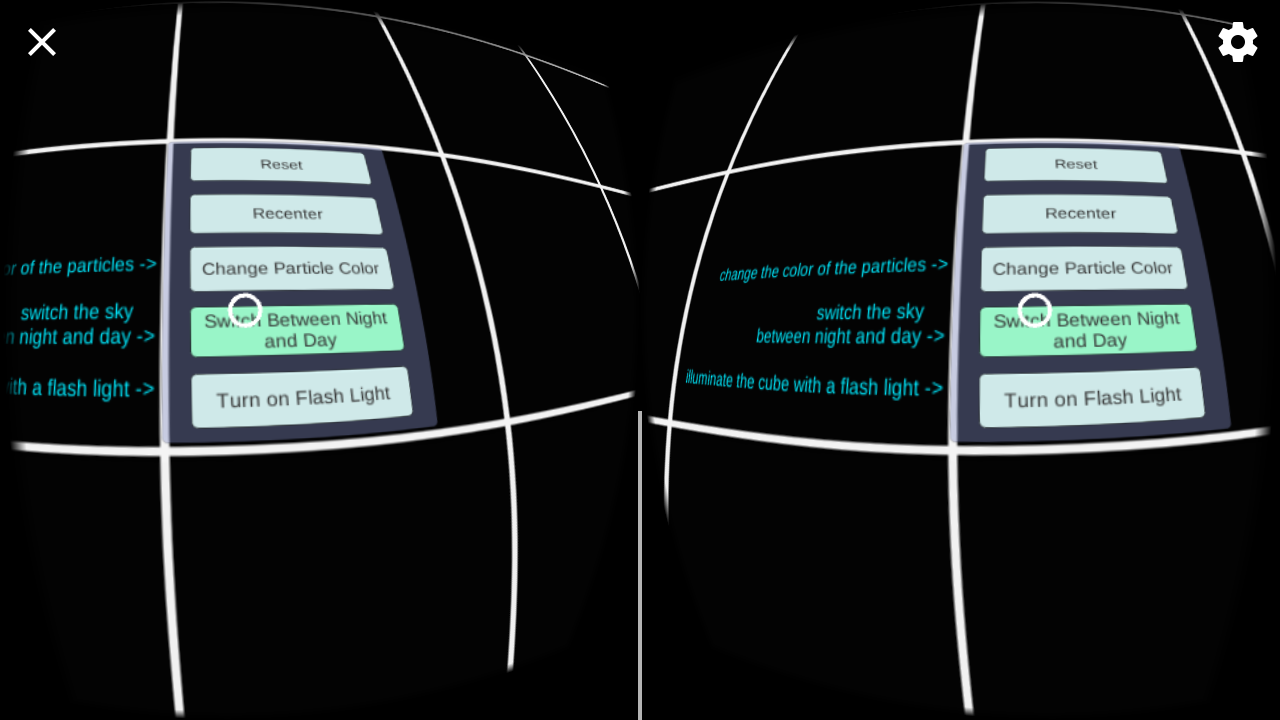 Reset
Recenter
or of the particles ->
Change Particle Color
switch the sky
n night and day ->
Switch Between Night
and Day
ith a flash light ->
Turn on Flash Light
Reset
Recenter
change the color of the particles ->
Change Particle Color
switch the sky
between night and day ->
Switch Between Night
and Day
illuminate the cube with a flash light ->
Turn on Flash Light